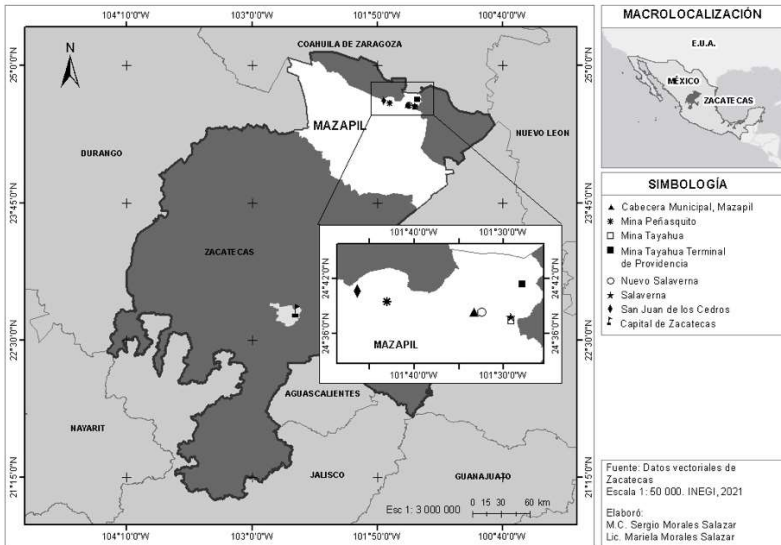 104°10'0"W
103°0'0"W
101°50'0"W
100°40'0"W
25°0'0"N
23°45'0"N
22°30'0"N
21°15'0"N
N
COAHUILA DE ZARAGOZA
MAZAPIL
NUEVO LEON
DURANGO
ZACATECAS
101°40'0"W
101°30'0"W
24°42'0"N
24°36'0"N
MAZAPIL
101°40'0"W
101°30'0"W
24°42'0"N
24°36'0"N
AGUASCALIENTES
NAYARIT
JALISCO
GUANAJUATO
Esc 1: 3 000 000
0 15 30 60 km
25°0'0"N
23°45'0"N
22°30'0"N
21°15'0"N
104°10'0"W
103°0'0"W
101°50'0"W
100°40'0"W
MACROLOCALIZACIÓN
E.U.A.
MÉXICO
ZACATECAS
SIMBOLOGÍA
Cabecera Municipal, Mazapil
Mina Peñasquito
Mina Tayahua
Mina Tayahua Terminal
de Providencia
Nuevo Salaverna
Salaverna
San Juan de los Cedros
Capital de Zacatecas
Fuente: Datos vectoriales de
Zacatecas
Escala 1: 50 000. INEGI, 2021
Elaboró:
M.C. Sergio Morales Salazar
Lic. Mariela Morales Salazar